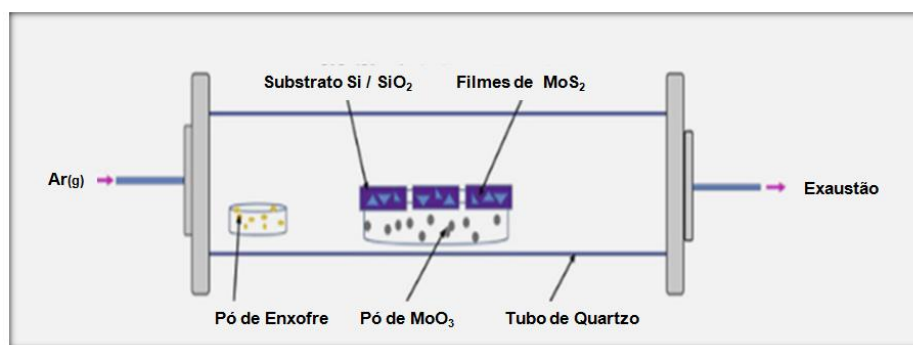 Substrato Si / SiO₂
Filmes de MoS₂
Ar(g)
Exaustão
Pó de Enxofre
Pó de MoO₃
Tubo de Quartzo